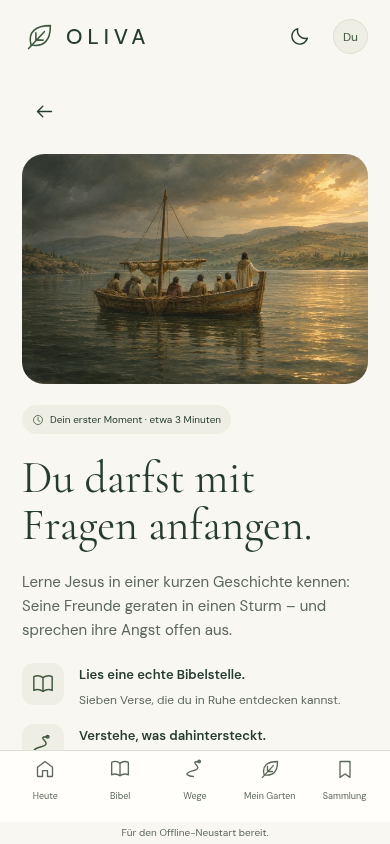 OLIVA
Du
Dein erster Moment · etwa 3 Minuten
Du darfst mit
Fragen anfangen.
Lerne Jesus in einer kurzen Geschichte kennen:
Seine Freunde geraten in einen Sturm – und
sprechen ihre Angst offen aus.
Lies eine echte Bibelstelle.
Sieben Verse, die du in Ruhe entdecken kannst.
Verstehe, was dahintersteckt.
Heute
Bibel
Wege
Mein Garten
Sammlung
Für den Offline-Neustart bereit.